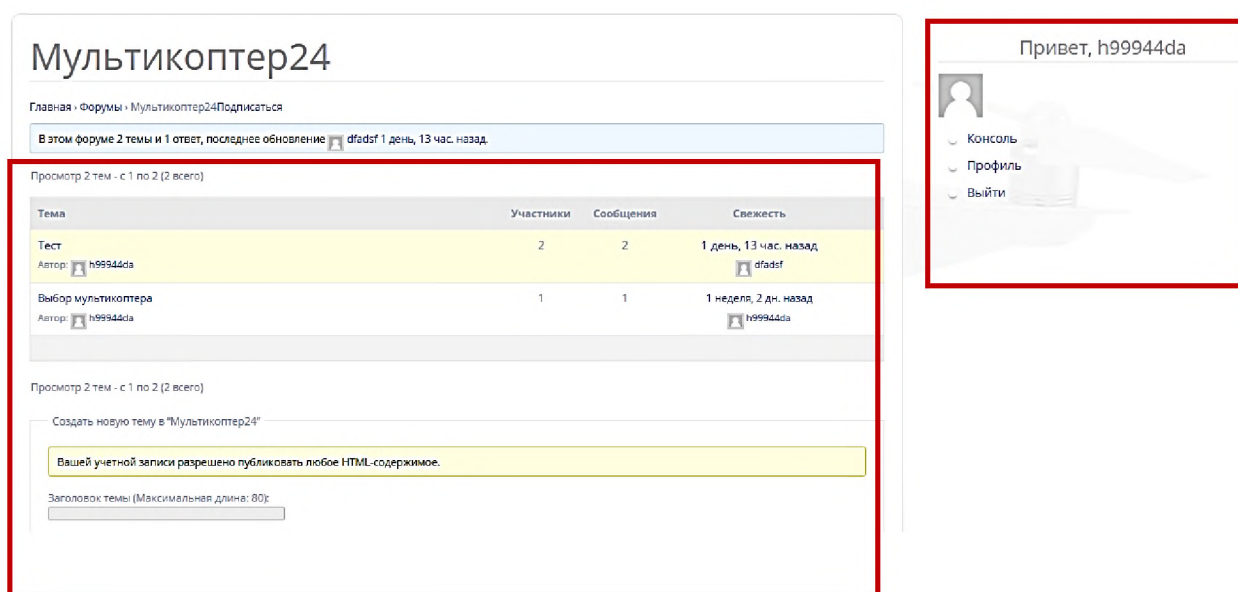 Мультикоптер24
Главная › Форумы › Мультикоптер24Подписаться
В этом форуме 2 темы и 1 ответ, последнее обновление dfadsf 1 день, 13 час. назад.
Просмотр 2 тем - с 1 по 2 (2 всего)
Тема Участники Сообщения Свежесть
Тест 2 2 1 день, 13 час. назад
Автор: h99944da dfadsf
Выбор мультикоптера 1 1 1 неделя, 2 дн. назад
Автор: h99944da h99944da
Просмотр 2 тем - с 1 по 2 (2 всего)
Создать новую тему в "Мультикоптер24"
Вашей учетной записи разрешено публиковать любое HTML-содержимое.
Заголовок темы (Максимальная длина: 80):
Привет, h99944da
Консоль
Профиль
Выйти